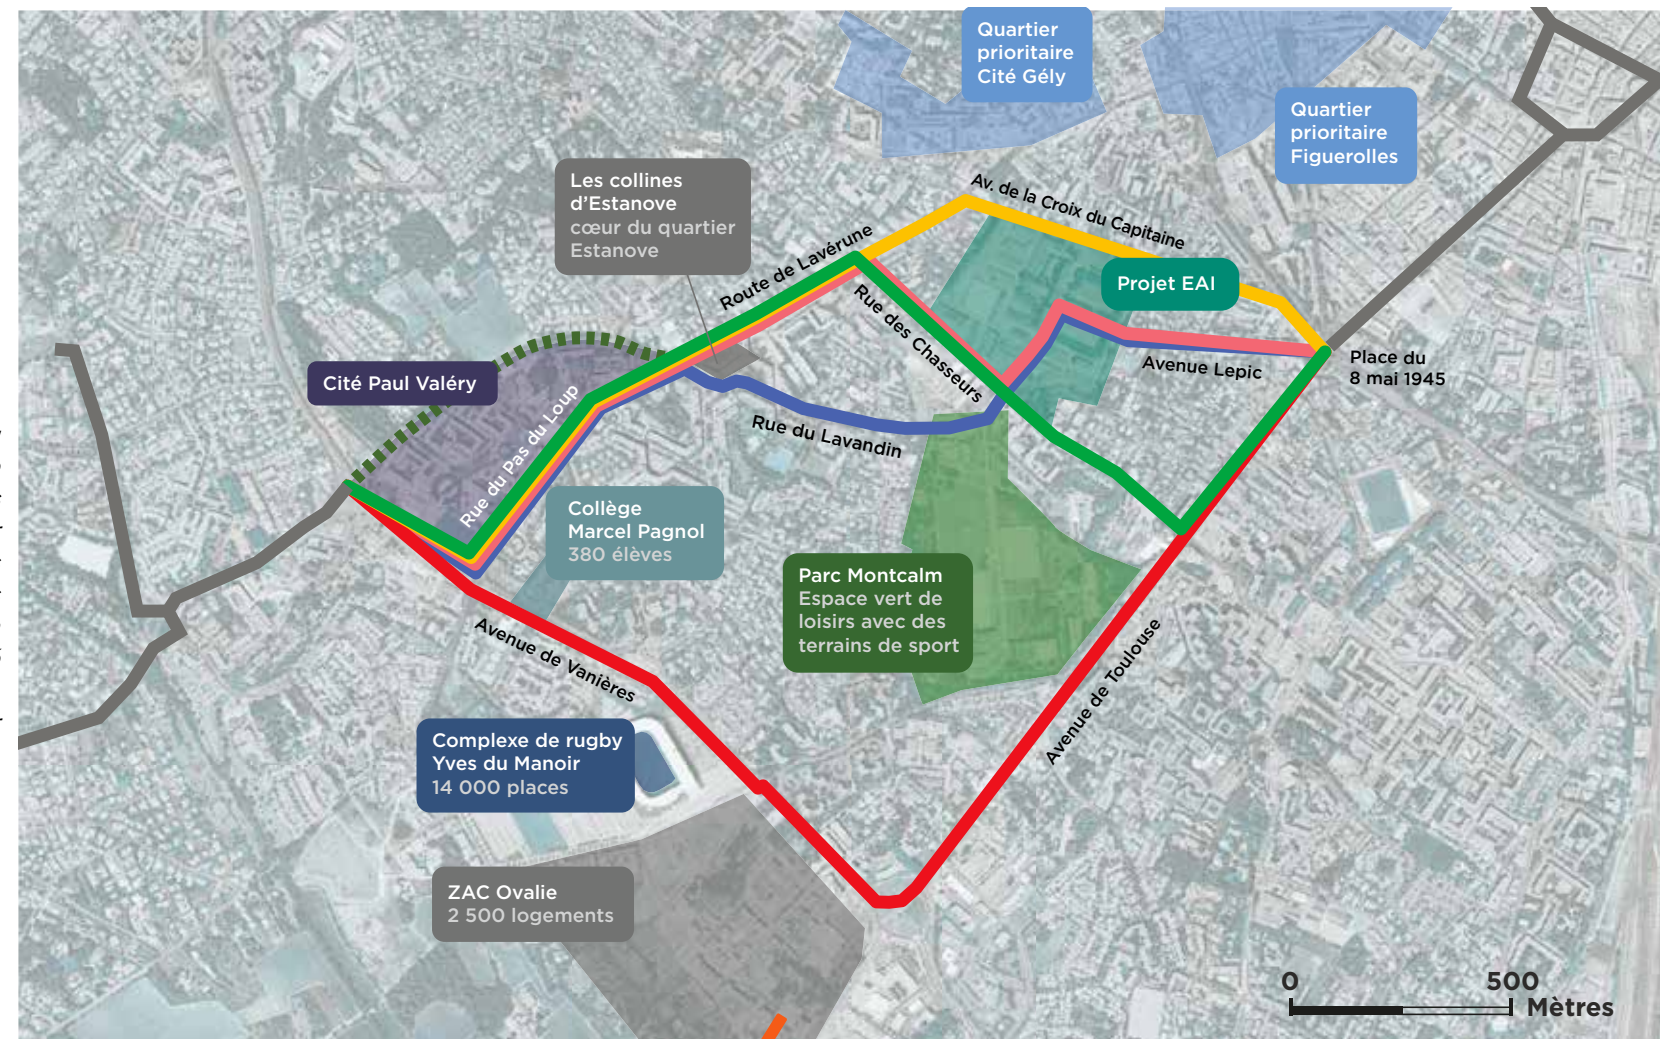 Quartier
prioritaire
Cité Gély
Quartier
prioritaire
Figuerolles
Les collines
d'Estanove
cœur du quartier
Estanove
Av. de la Croix du Capitaine
Route de Lavérune
Projet EAI
Rue des Chasseurs
Avenue Lepic
Place du
8 mai 1945
Cité Paul Valéry
Rue du Pas du Loup
Rue du Lavandin
Collège
Marcel Pagnol
380 élèves
Parc Montcalm
Espace vert de
loisirs avec des
terrains de sport
Avenue de Vanières
Avenue de Toulouse
Complexe de rugby
Yves du Manoir
14 000 places
ZAC Ovalie
2 500 logements
0 500
Mètres